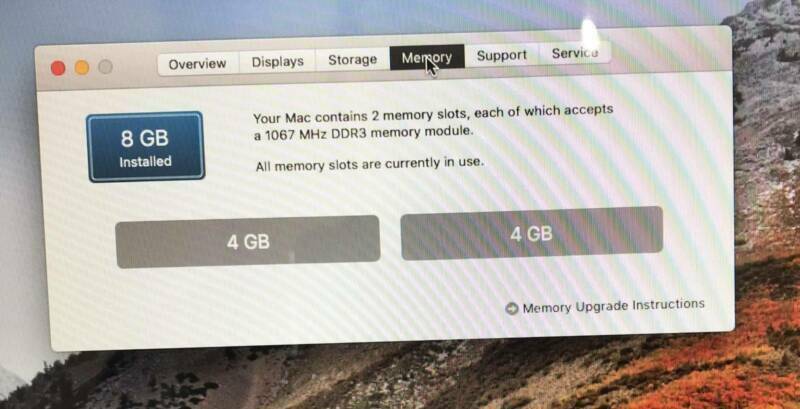 Overview Displays Storage Memory Support Service
8 GB
Installed
Your Mac contains 2 memory slots, each of which accepts
a 1067 MHz DDR3 memory module.
All memory slots are currently in use.
4 GB
4 GB
Memory Upgrade Instructions